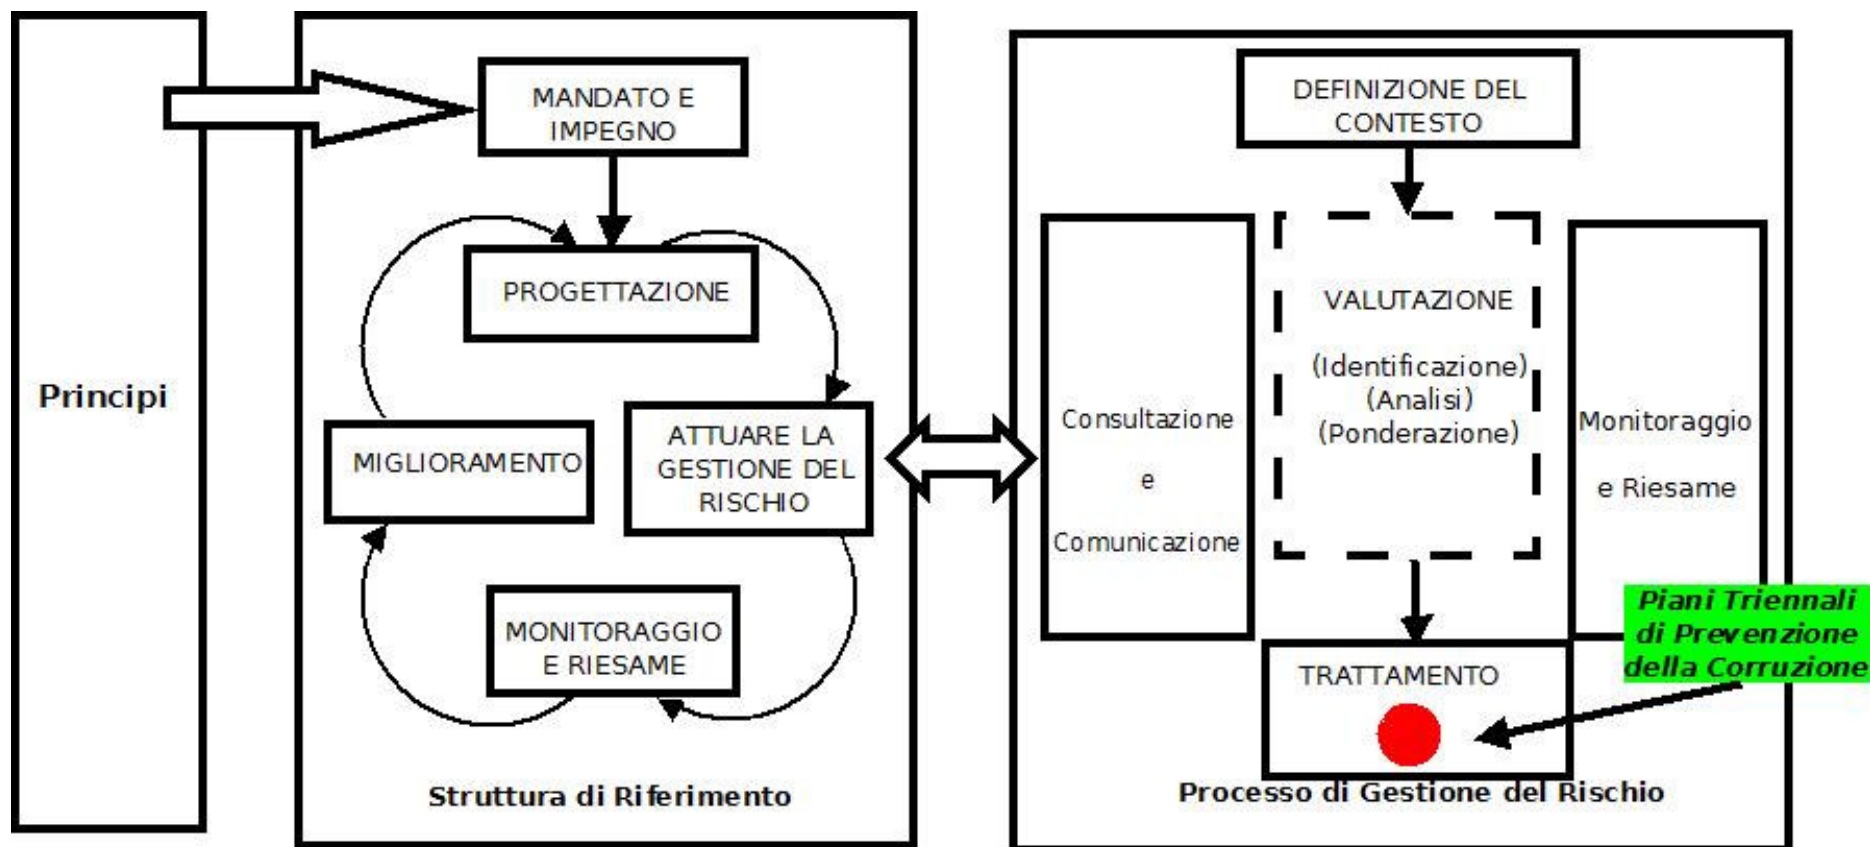 Principi
MANDATO E
IMPEGNO
PROGETTAZIONE
ATTUARE LA
GESTIONE DEL
RISCHIO
MIGLIORAMENTO
MONITORAGGIO
E RIESAME
Struttura di Riferimento
DEFINIZIONE DEL
CONTESTO
Consultazione
e
Comunicazione
VALUTAZIONE
(Identificazione)
(Analisi)
(Ponderazione)
Monitoraggio
e Riesame
Piani Triennali
di Prevenzione
della Corruzione
TRATTAMENTO
Processo di Gestione del Rischio